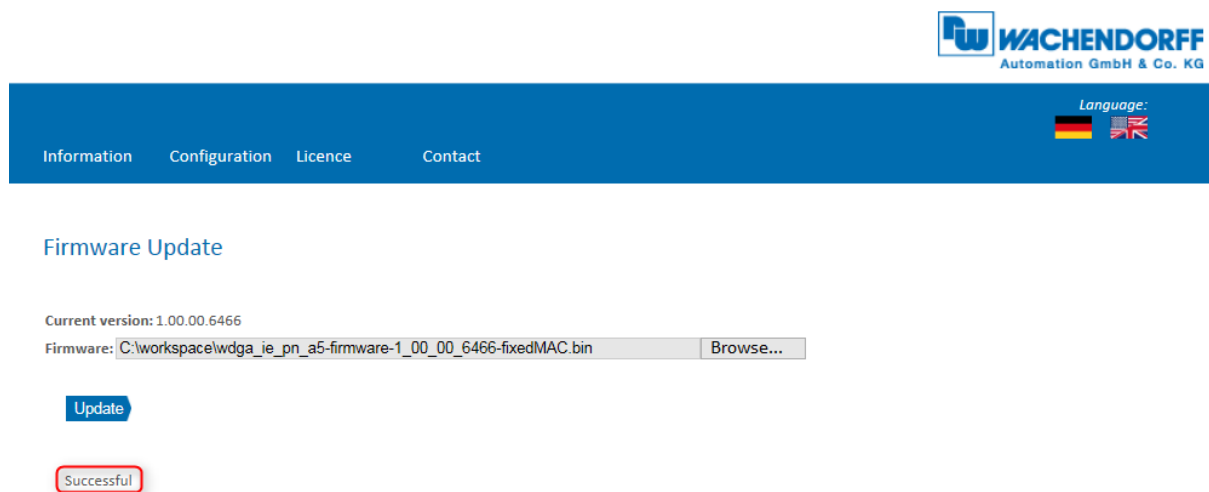 WACHENDORFF
Automation GmbH & Co. KG
Language:
Information Configuration Licence Contact
Firmware Update
Current version: 1.00.00.6466
Firmware: C:\workspace\wdga_ie_pn_a5-firmware-1_00_00_6466-fixedMAC.bin Browse...
Update
Successful